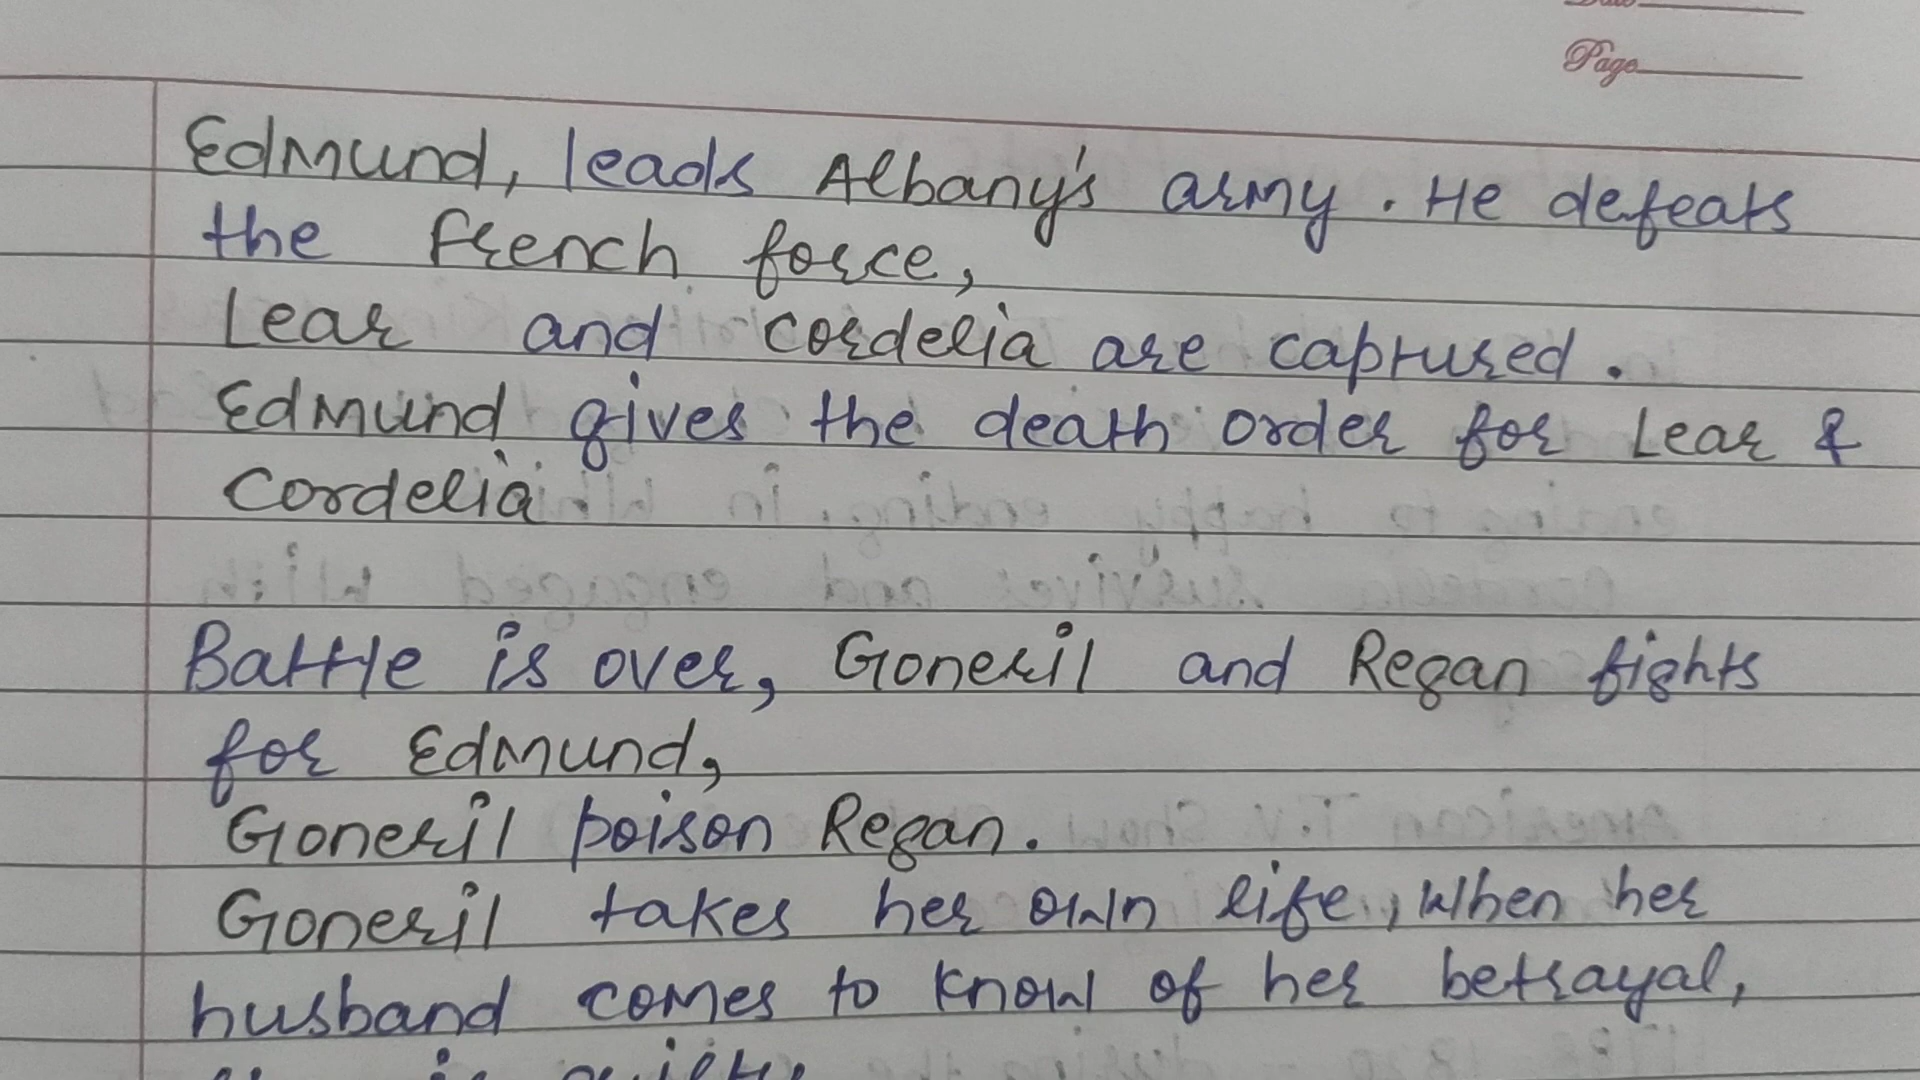 Page
Edmund, leads Albany's army. He defeats
the French force,
Lear and Cordelia are captured.
Edmund gives the death order for Lear &
Cordelia
Battle is over, Goneril and Regan fights
for Edmund,
Goneril poison Regan.
Goneril takes her own life, when her
husband comes to know of her betrayal,